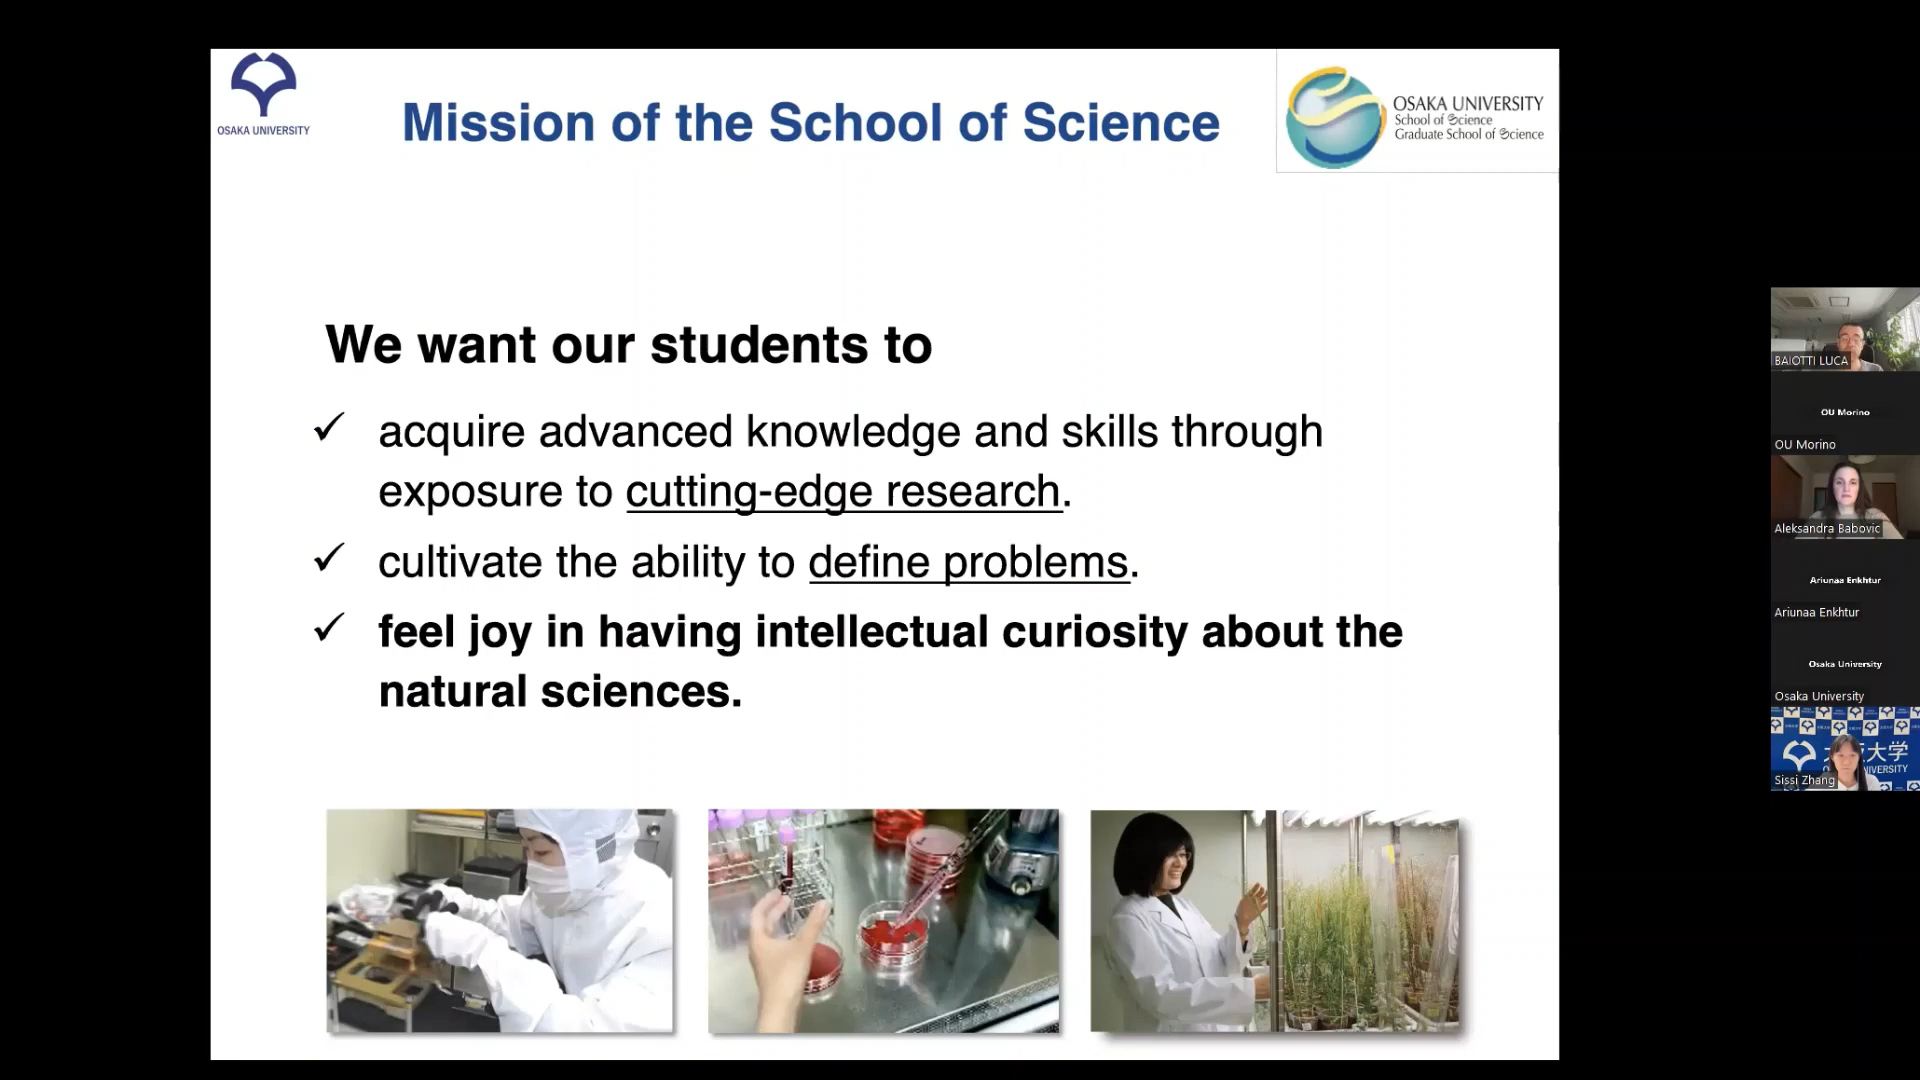 OSAKA UNIVERSITY
Mission of the School of Science
OSAKA UNIVERSITY
School of Science
Graduate School of Science
We want our students to
✓ acquire advanced knowledge and skills through
exposure to cutting-edge research.
✓ cultivate the ability to define problems.
✓ feel joy in having intellectual curiosity about the
natural sciences.
BAIOTTI LUCA
OU Morino
OU Morino
Aleksandra Babovic
Ariunaa Enkhtur
Ariunaa Enkhtur
Osaka University
Osaka University
大学
Sissi Zhang